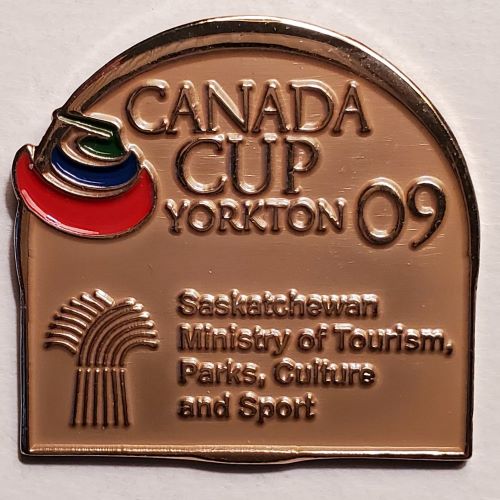 CANADA
CUP
YORKTON 09
Saskatchewan
Ministry of Tourism,
Parks, Culture
and Sport